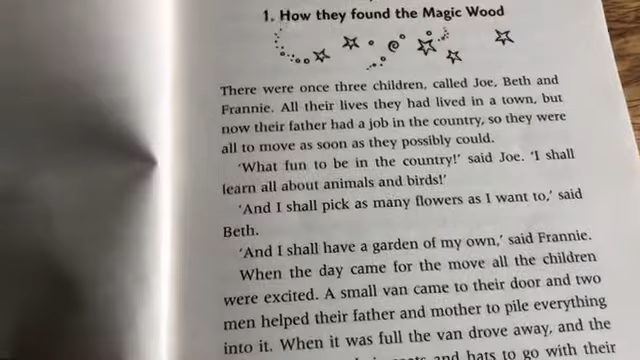 1. How they found the Magic Wood
There were once three children, called Joe, Beth and
Frannie. All their lives they had lived in a town, but
now their father had a job in the country, so they were
all to move as soon as they possibly could.
'What fun to be in the country!' said Joe. 'I shall
learn all about animals and birds!'
'And I shall pick as many flowers as I want to,' said
Beth.
'And I shall have a garden of my own,' said Frannie.
When the day came for the move all the children
were excited. A small van came to their door and two
men helped their father and mother to pile everything
into it. When it was full the van drove away, and the
and hats to go with their